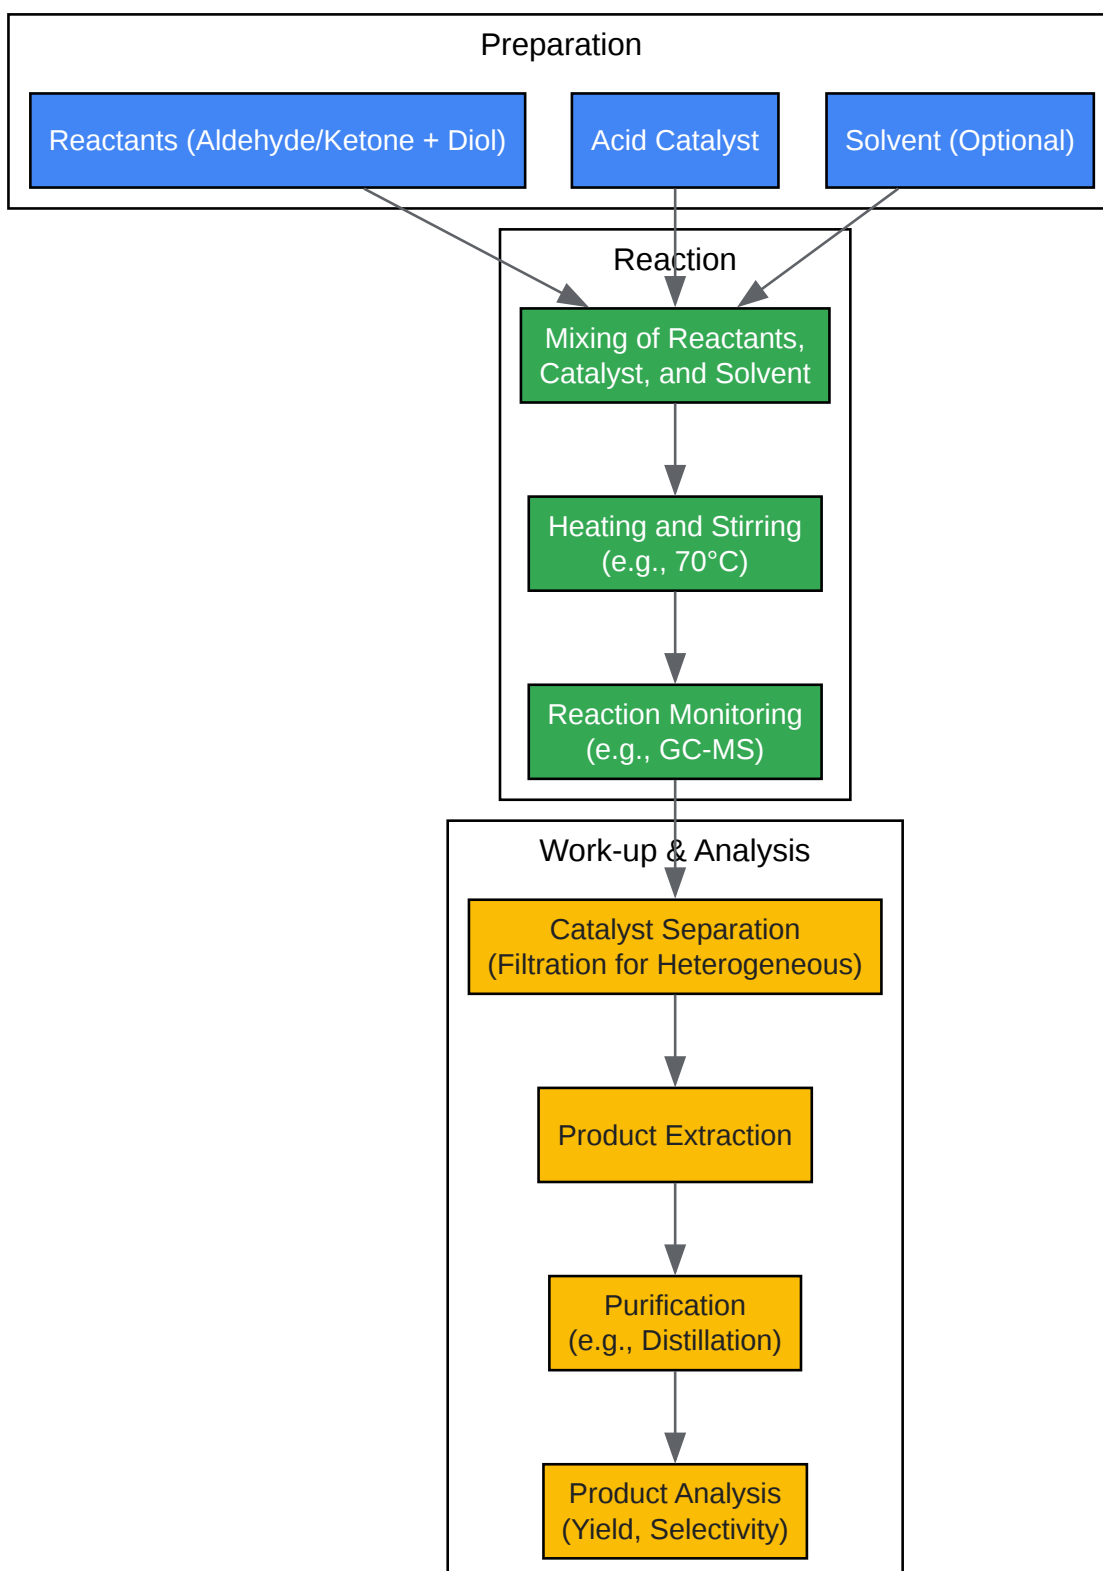 Preparation
Reactants (Aldehyde/Ketone + Diol)
Acid Catalyst
Solvent (Optional)
Reaction
Mixing of Reactants,
Catalyst, and Solvent
Heating and Stirring
(e.g., 70°C)
Reaction Monitoring
(e.g., GC-MS)
Work-up & Analysis
Catalyst Separation
(Filtration for Heterogeneous)
Product Extraction
Purification
(e.g., Distillation)
Product Analysis
(Yield, Selectivity)